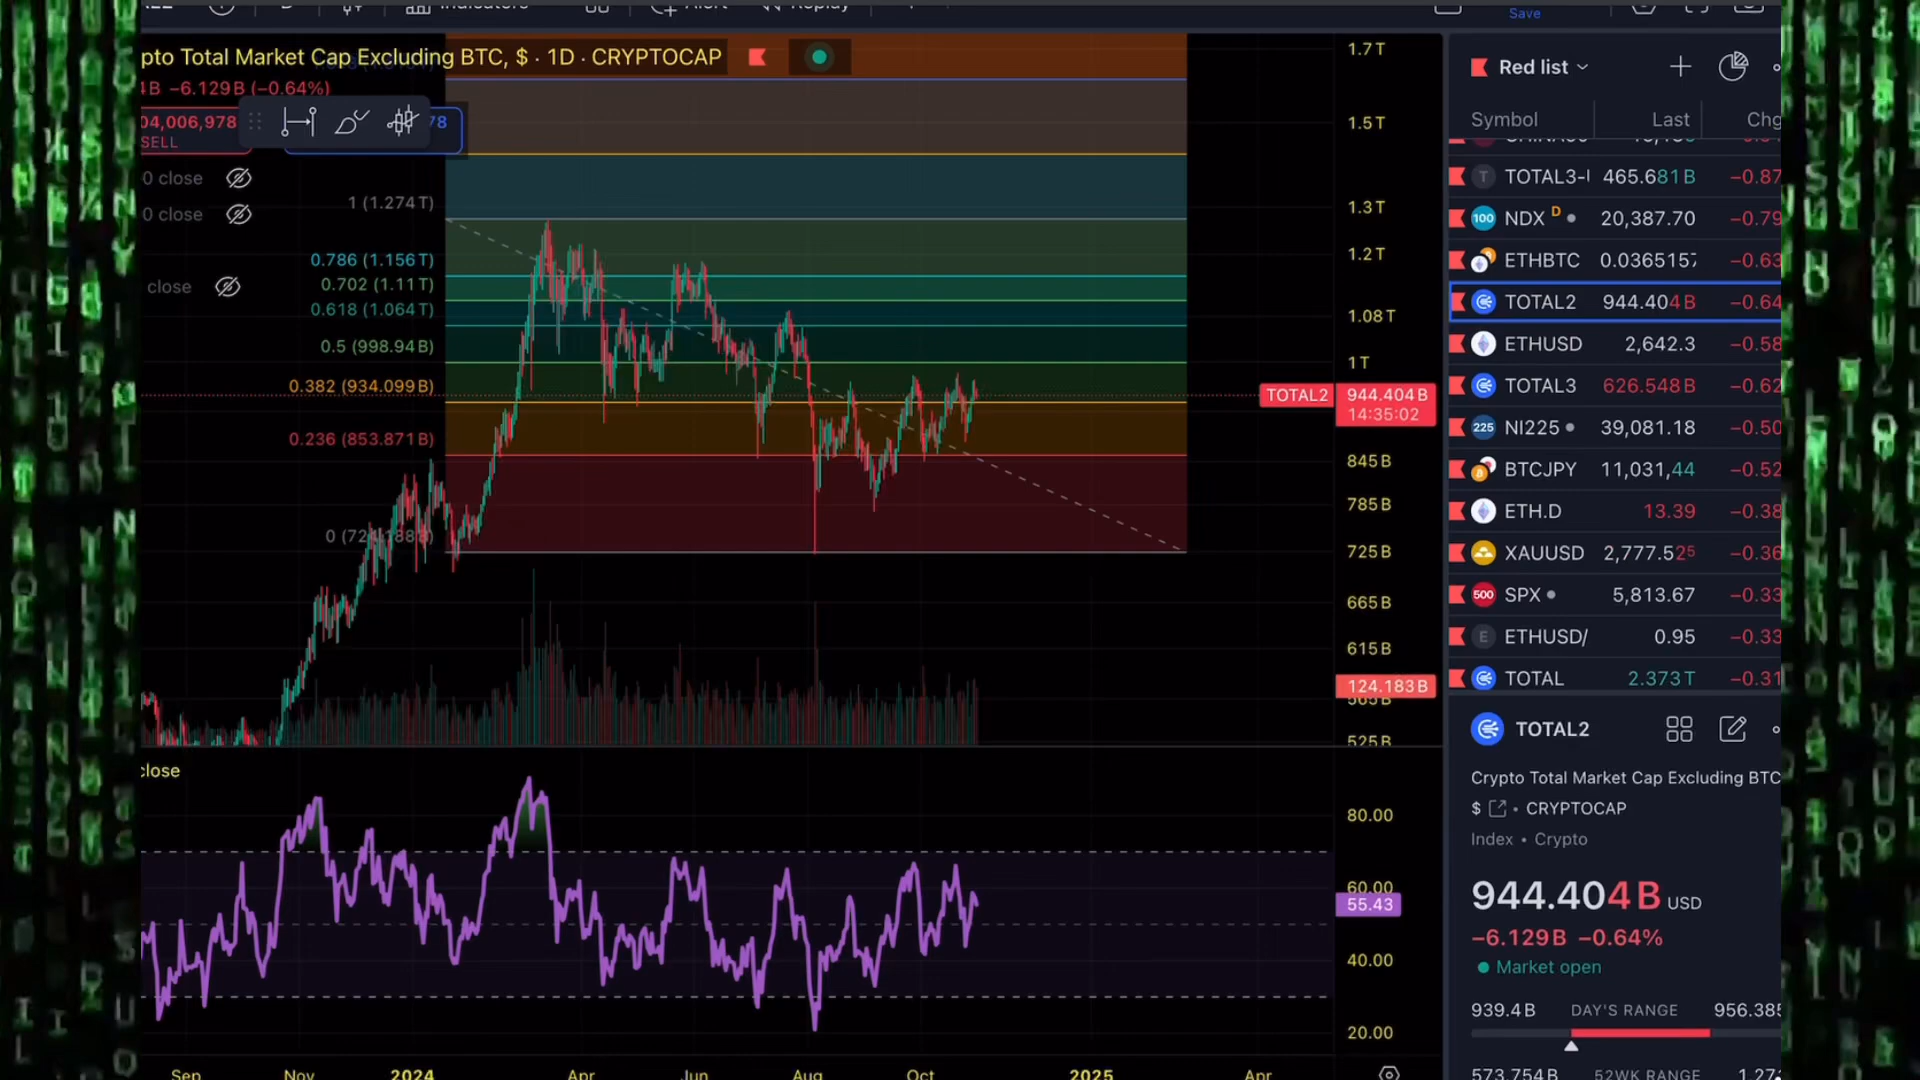 Save
pto Total Market Cap Excluding BTC, $ · 1D · CRYPTOCAP
−6.129B (−0.64%)
04,006,978
SELL
78
0 close
0 close
close
1 (1.274T)
0.786 (1.156T)
0.702 (1.11T)
0.618 (1.064T)
0.5 (998.94B)
0.382 (934.099B)
0.236 (853.871B)
1.7T
1.5T
1.3T
1.2T
1.08T
1T
TOTAL2 944.404B
14:35:02
845B
785B
725B
665B
615B
124.183B
525B
close
80.00
60.00
55.43
40.00
20.00
Sep Nov 2024 Apr Jun Aug Oct 2025 Apr
Red list
Symbol Last Chg
TOTAL3-U 465.681B −0.87
NDX D 20,387.70 −0.79
ETHBTC 0.0365157 −0.63
TOTAL2 944.404B −0.64
ETHUSD 2,642.3 −0.58
TOTAL3 626.548B −0.62
NI225 39,081.18 −0.50
BTCJPY 11,031,44 −0.52
ETH.D 13.39 −0.38
XAUUSD 2,777.525 −0.36
SPX 5,813.67 −0.33
ETHUSD/ 0.95 −0.33
TOTAL 2.373T −0.31
TOTAL2
Crypto Total Market Cap Excluding BTC
$ • CRYPTOCAP
Index • Crypto
944.404B USD
−6.129B −0.64%
Market open
939.4B DAY'S RANGE 956.385
573.754B 52WK RANGE 1.27